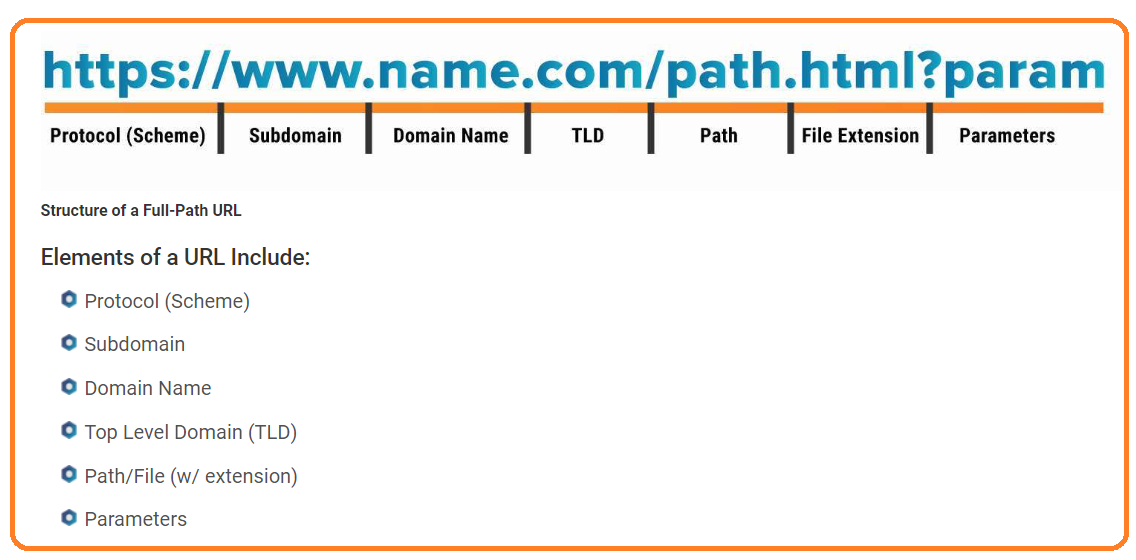 https://www.name.com/path.html?param
Protocol (Scheme) Subdomain Domain Name TLD Path File Extension Parameters
Structure of a Full-Path URL
Elements of a URL Include:
Protocol (Scheme)
Subdomain
Domain Name
Top Level Domain (TLD)
Path/File (w/ extension)
Parameters